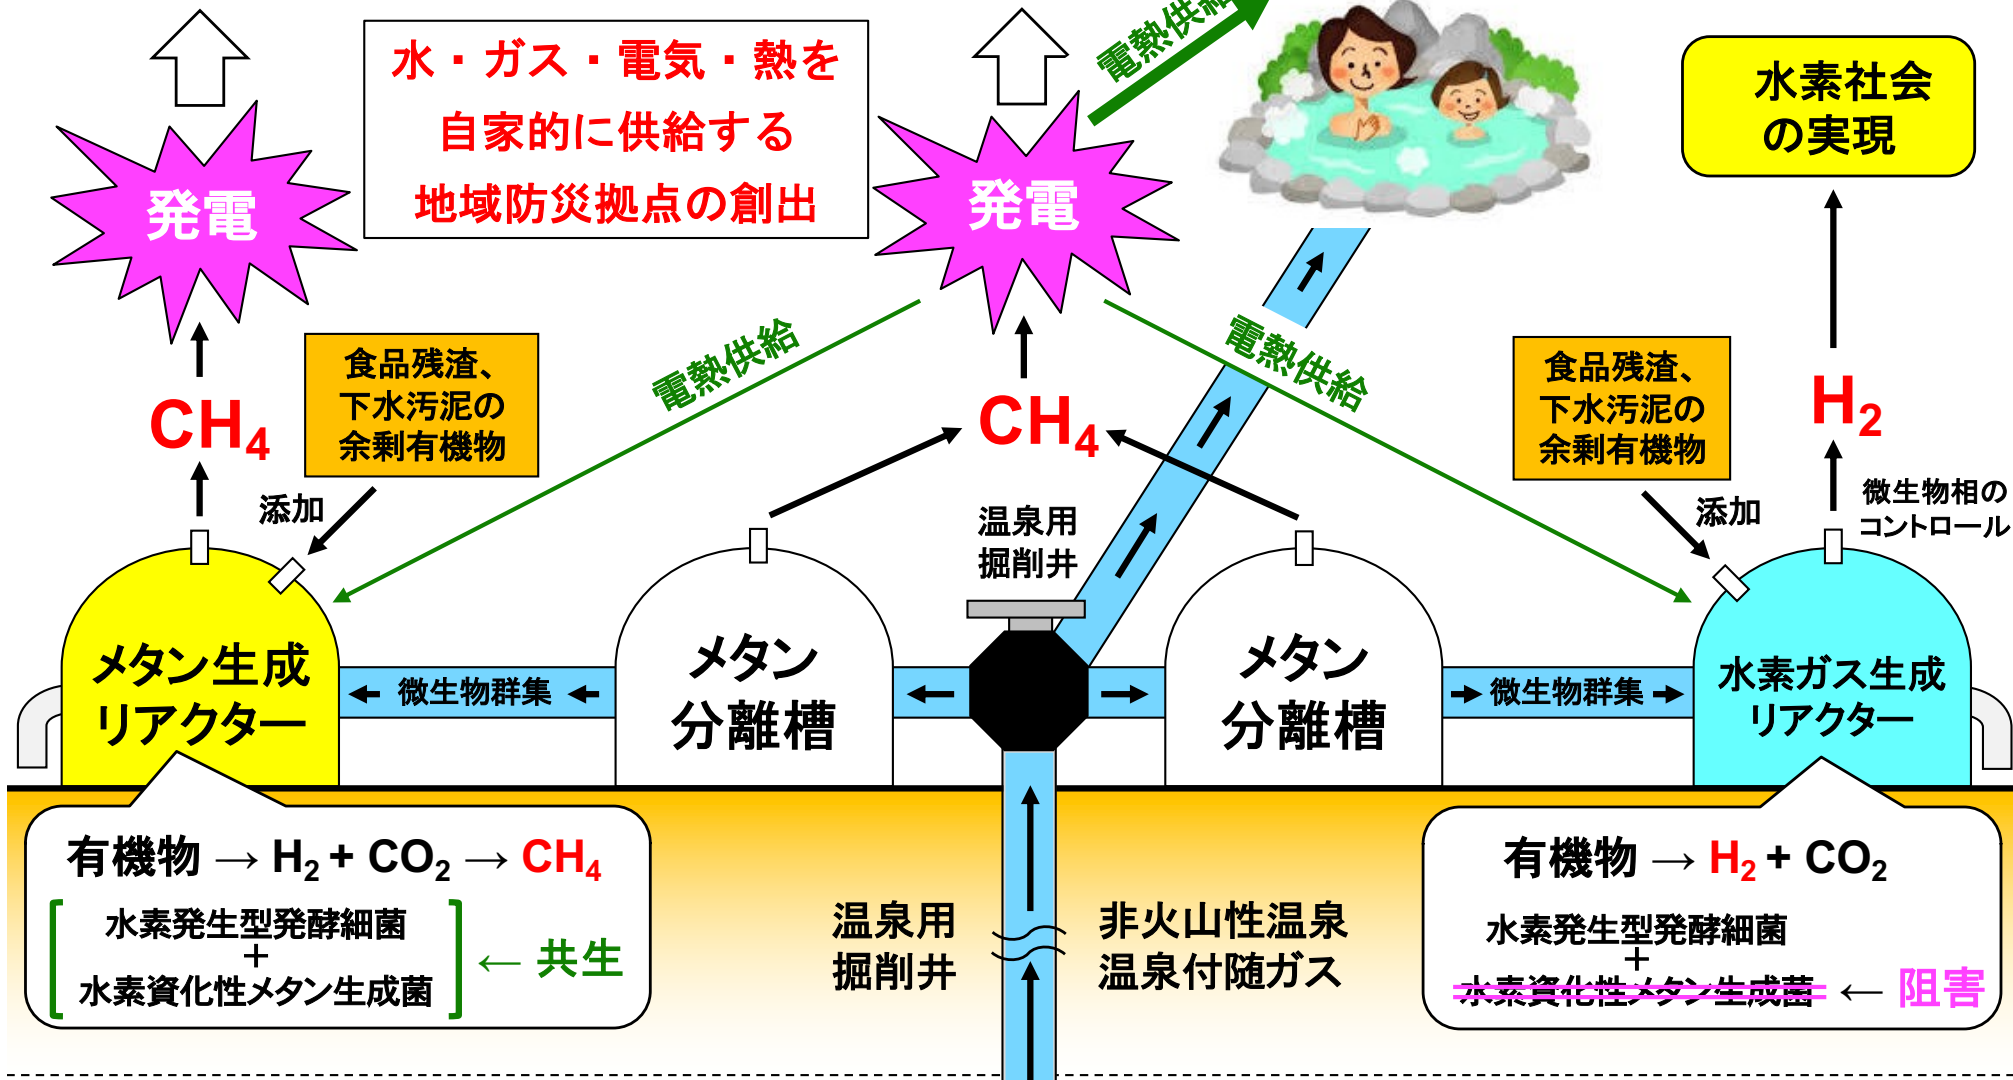 水・ガス・電気・熱を
自家的に供給する
地域防災拠点の創出
電熱供給
水素社会
の実現
発電
発電
食品残渣、
下水汚泥の
余剰有機物
電熱供給
電熱供給
食品残渣、
下水汚泥の
余剰有機物
CH₄
CH₄
H₂
添加
温泉用
掘削井
添加
微生物相の
コントロール
メタン生成
リアクター
微生物群集
メタン
分離槽
メタン
分離槽
微生物群集
水素ガス生成
リアクター
有機物 → H₂ + CO₂ → CH₄
水素発生型発酵細菌
+
水素資化性メタン生成菌
← 共生
温泉用
掘削井
非火山性温泉
温泉付随ガス
有機物 → H₂ + CO₂
水素発生型発酵細菌
+
水素資化性メタン生成菌 ← 阻害